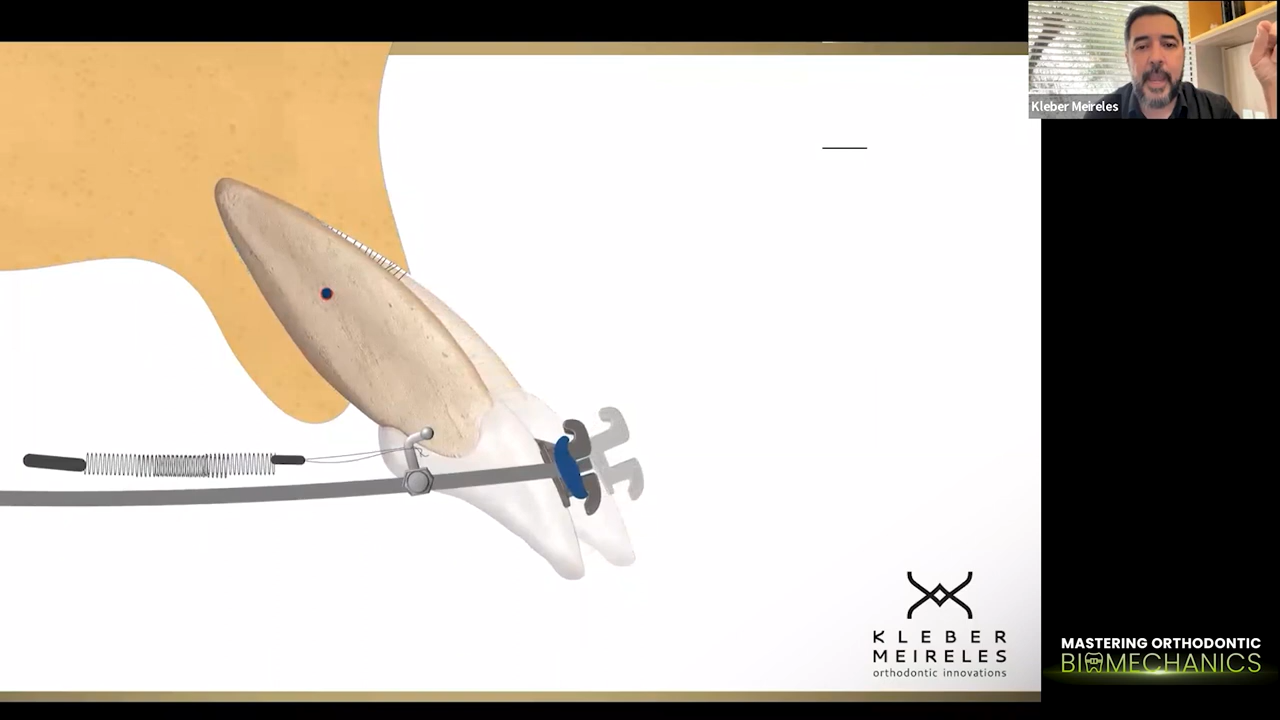 Kleber Meireles
KLEBER
MEIRELES
orthodontic innovations
MASTERING ORTHODONTIC
BIOMECHANICS